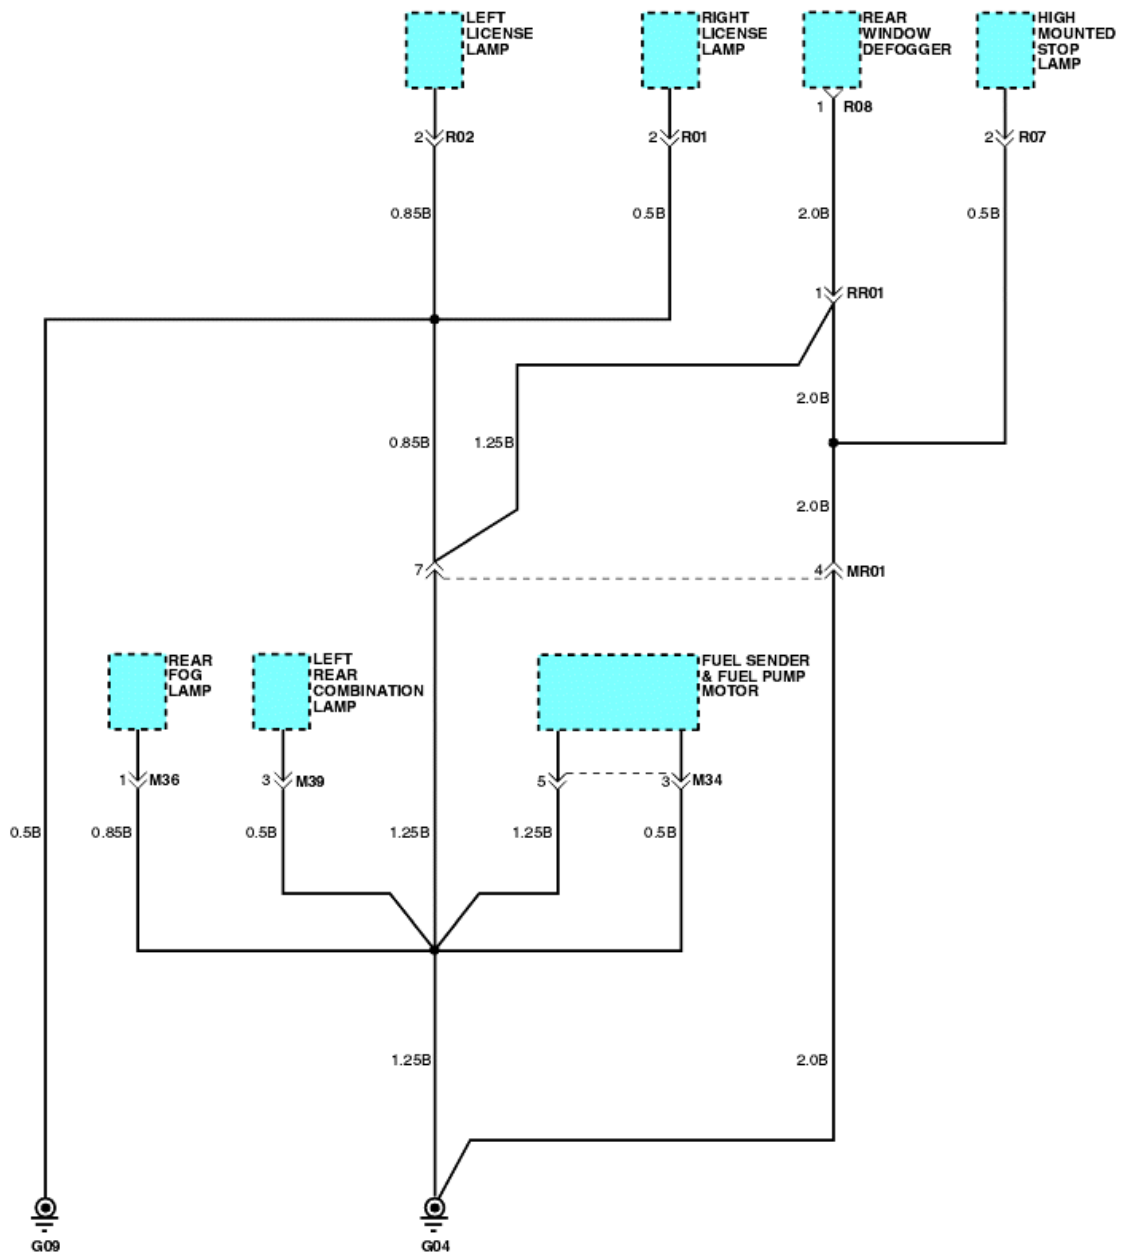 LEFT
LICENSE
LAMP
RIGHT
LICENSE
LAMP
REAR
WINDOW
DEFOGGER
HIGH
MOUNTED
STOP
LAMP
1 R08
2 R02
2 R01
2 R07
0.85B
0.5B
2.0B
0.5B
1 RR01
2.0B
0.85B
1.25B
2.0B
7
4 MR01
REAR
FOG
LAMP
LEFT
REAR
COMBINATION
LAMP
FUEL SENDER
& FUEL PUMP
MOTOR
1 M36
3 M39
5
3 M34
0.5B
0.85B
0.5B
1.25B
1.25B
0.5B
1.25B
2.0B
G09
G04